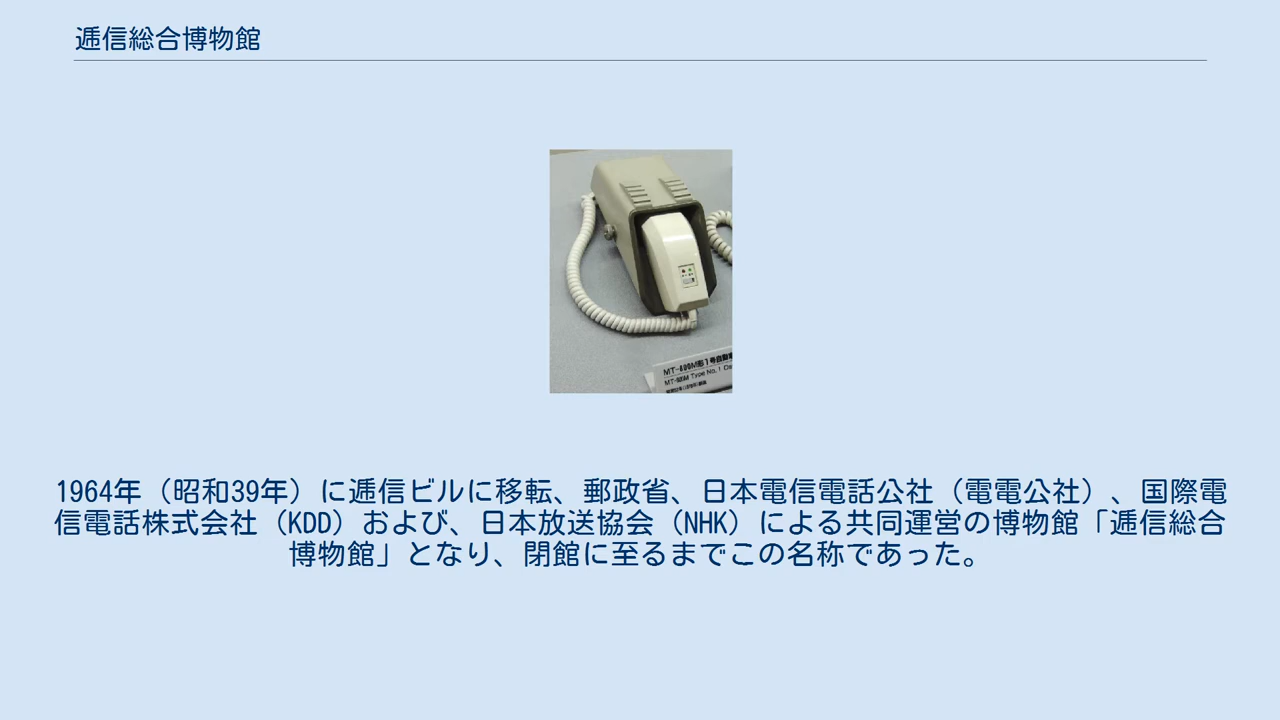 逓信総合博物館
MT-
MT-
Type No.1
1964年（昭和39年）に逓信ビルに移転、郵政省、日本電信電話公社（電電公社）、国際電
信電話株式会社（KDD）および、日本放送協会（NHK）による共同運営の博物館「逓信総合
博物館」となり、閉館に至るまでこの名称であった。